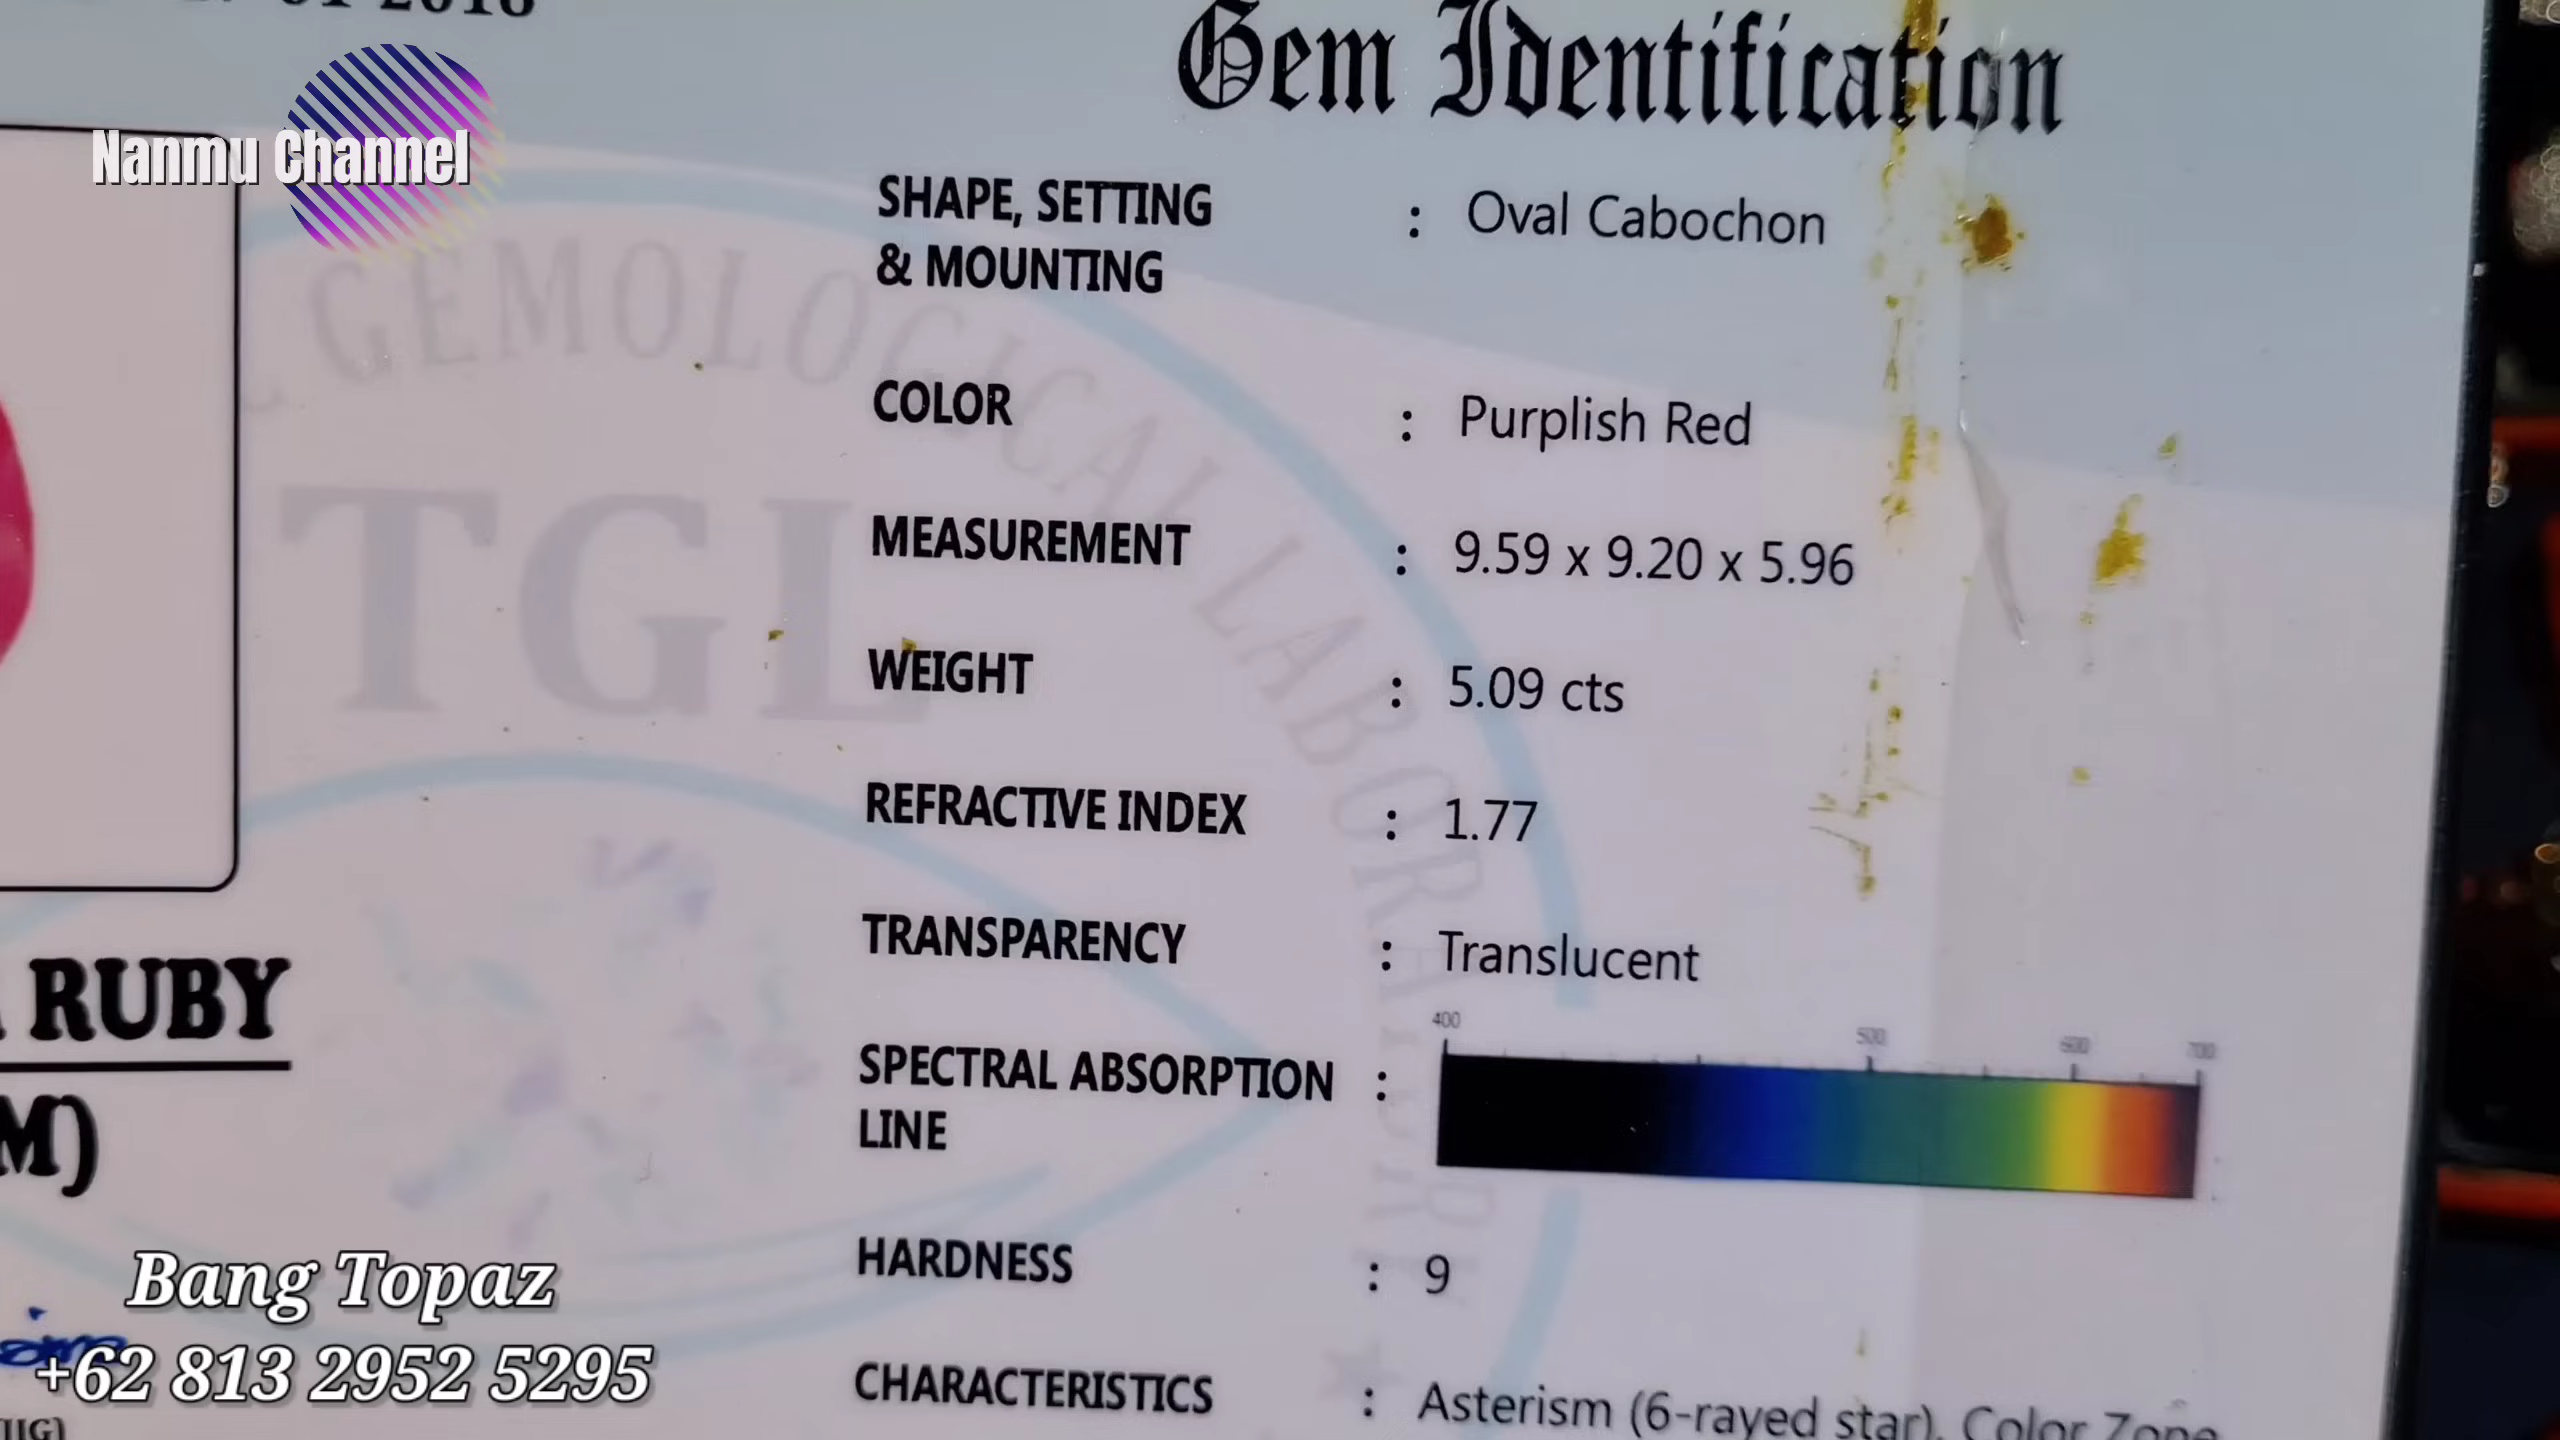 2018
Gem Identification
Nanmu Channel
SHAPE, SETTING
& MOUNTING : Oval Cabochon
COLOR : Purplish Red
MEASUREMENT : 9.59 x 9.20 x 5.96
WEIGHT : 5.09 cts
REFRACTIVE INDEX : 1.77
TRANSPARENCY : Translucent
SPECTRAL ABSORPTION :
LINE
400 500 600 700
HARDNESS : 9
CHARACTERISTICS : Asterism (6-rayed star), Color Zone
GEMOLOGICAL LABORATORY
TGL
RUBY
M)
Bang Topaz
+62 813 2952 5295